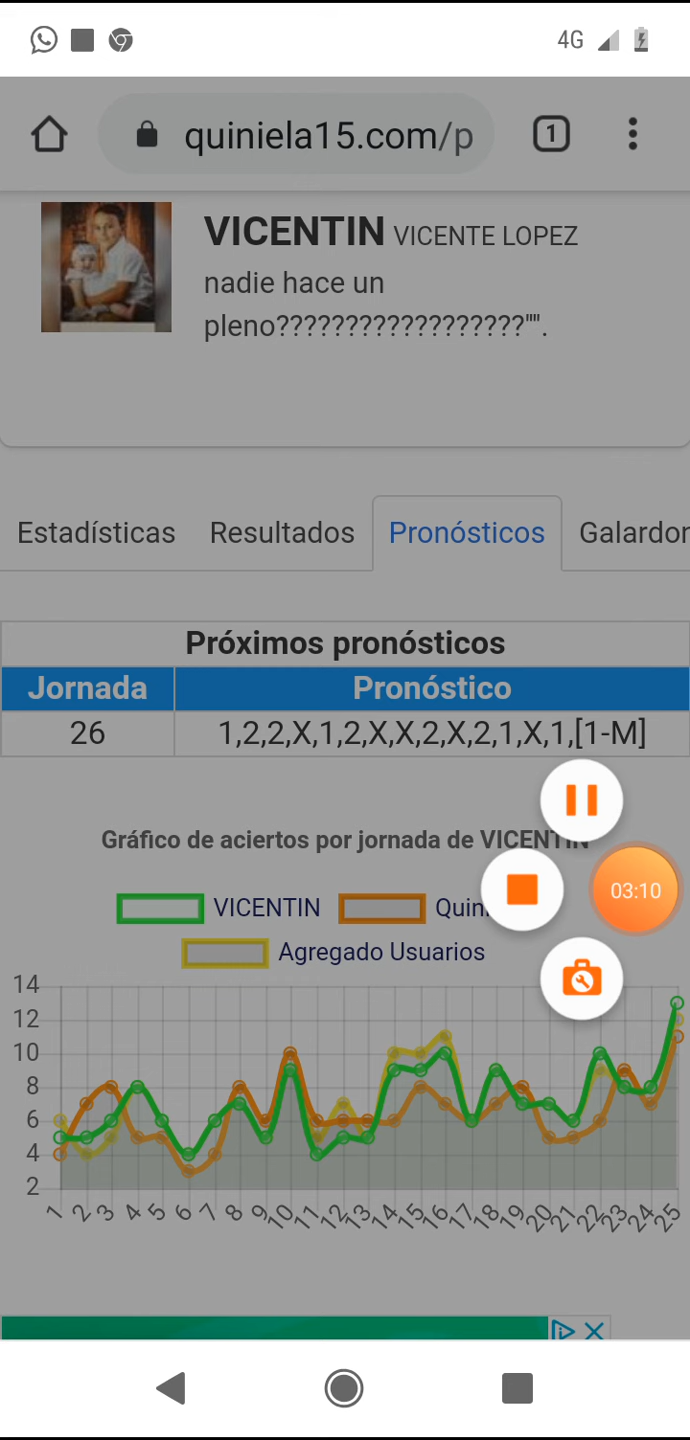 4G
quiniela15.com/p
1
VICENTIN VICENTE LOPEZ
nadie hace un
pleno??????????????????"".
Estadísticas Resultados Pronósticos Galardor
Próximos pronósticos
Jornada Pronóstico
26 1,2,2,X,1,2,X,X,2,X,2,1,X,1,[1-M]
Gráfico de aciertos por jornada de VICENTIN
03:10
VICENTIN Quin
Agregado Usuarios
14
12
10
8
6
4
2
1 2 3 4 5 6 7 8 9 10 11 12 13 14 15 16 17 18 19 20 21 22 23 24 25